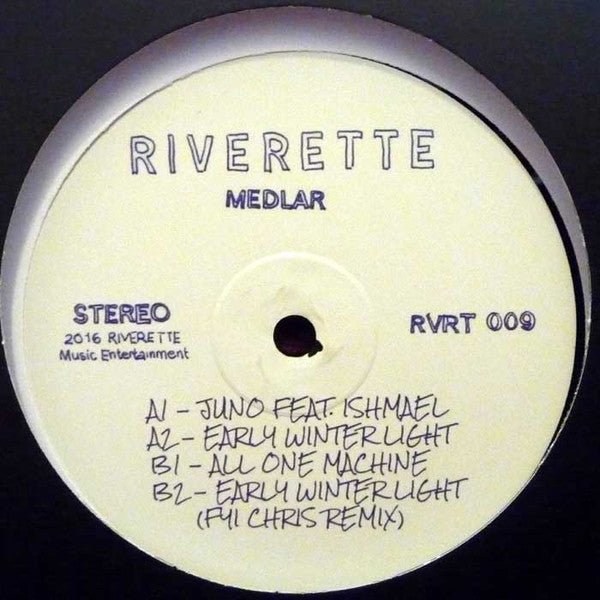 RIVERETTE
MEDLAR
STEREO
2016 RIVERETTE
Music Entertainment
RVRT 009
A1 - JUNO FEAT. ISHMAEL
A2 - EARLY WINTER LIGHT
B1 - ALL ONE MACHINE
B2 - EARLY WINTER LIGHT
(FYI CHRIS REMIX)